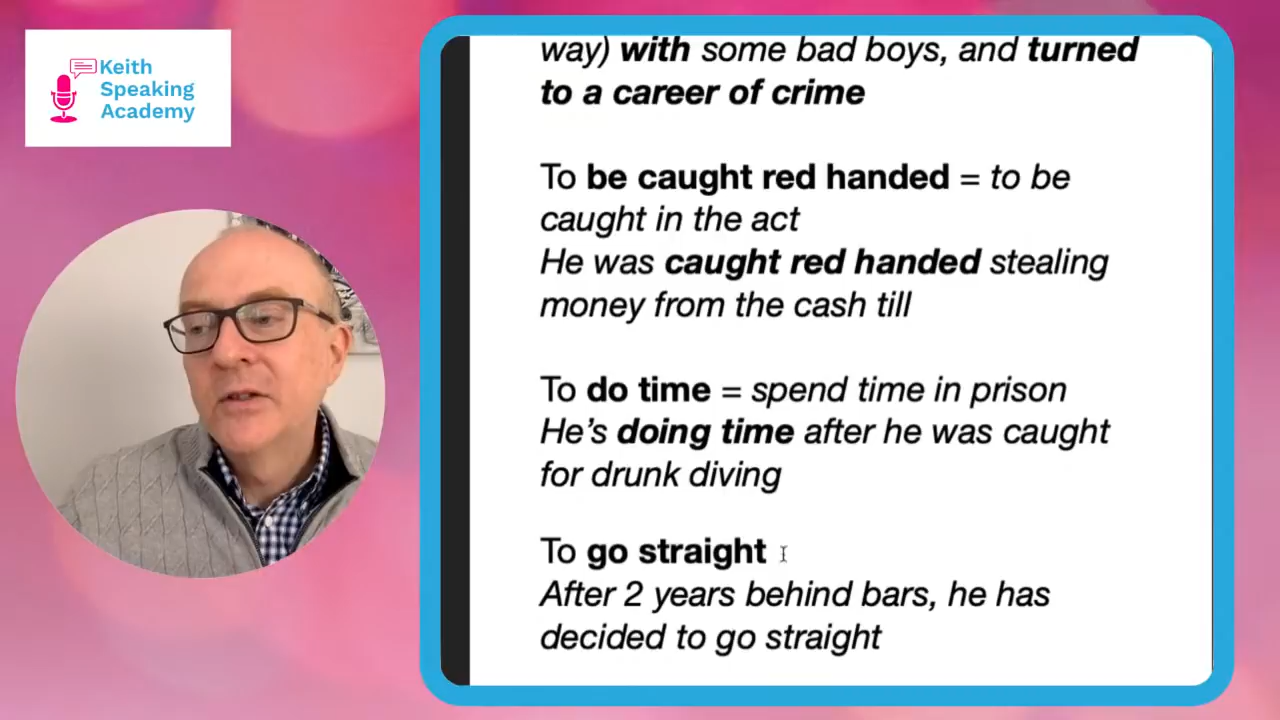 Keith
Speaking
Academy
way) with some bad boys, and turned
to a career of crime
To be caught red handed = to be
caught in the act
He was caught red handed stealing
money from the cash till
To do time = spend time in prison
He's doing time after he was caught
for drunk diving
To go straight
After 2 years behind bars, he has
decided to go straight